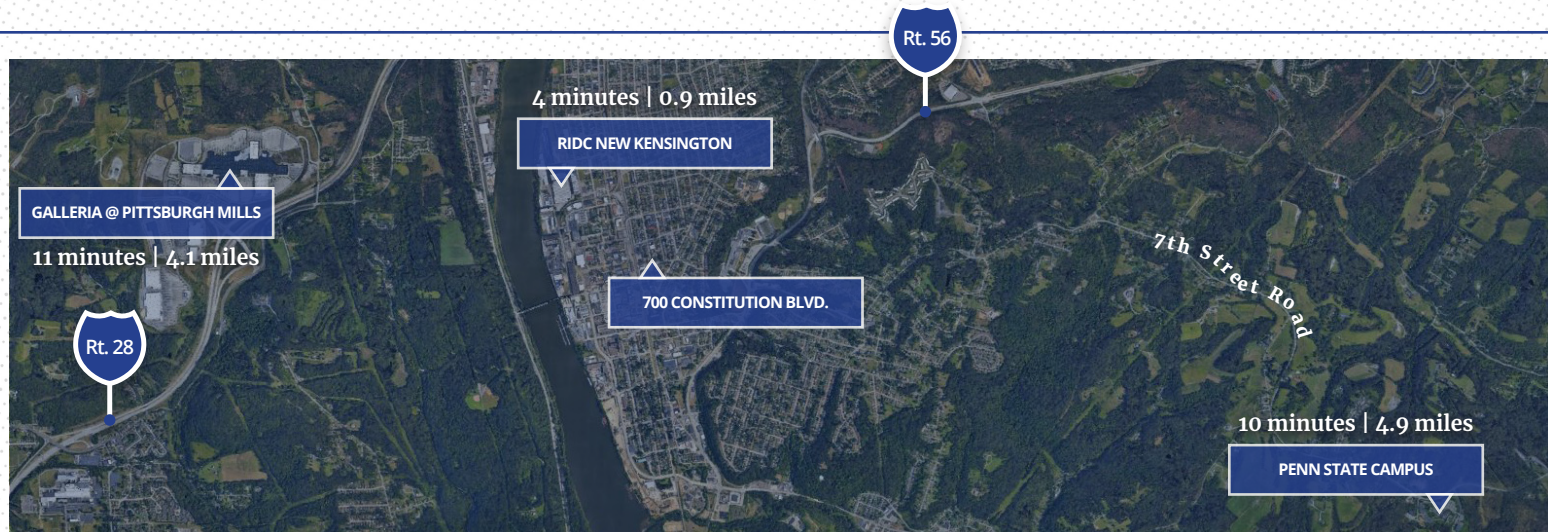 Rt. 56
4 minutes | 0.9 miles
RIDC NEW KENSINGTON
GALLERIA @ PITTSBURGH MILLS
11 minutes | 4.1 miles
700 CONSTITUTION BLVD.
7th Street Road
Rt. 28
10 minutes | 4.9 miles
PENN STATE CAMPUS